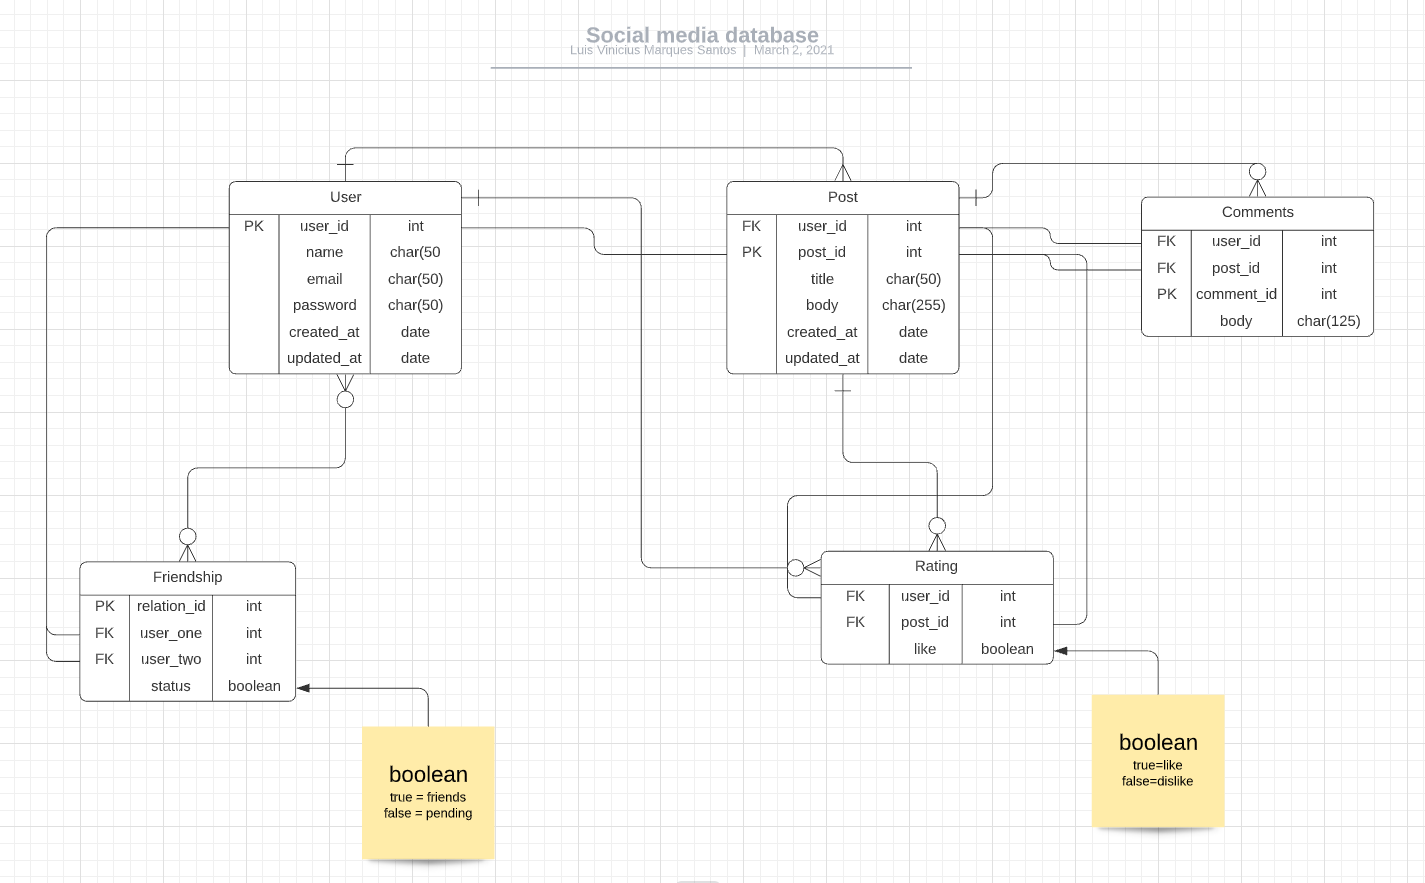 Social media database
Luis Vinicius Marques Santos | March 2, 2021
User
PK user_id int
name char(50
email char(50)
password char(50)
created_at date
updated_at date
Post
FK user_id int
PK post_id int
title char(50)
body char(255)
created_at date
updated_at date
Comments
FK user_id int
FK post_id int
PK comment_id int
body char(125)
Friendship
PK relation_id int
FK user_one int
FK user_two int
status boolean
Rating
FK user_id int
FK post_id int
like boolean
boolean
true = friends
false = pending
boolean
true=like
false=dislike